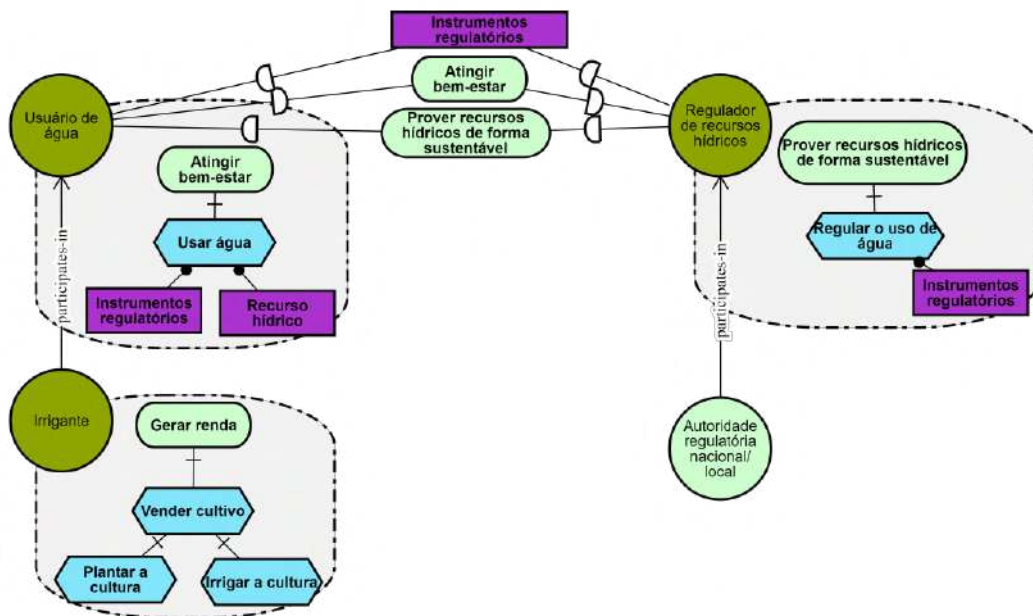 Instrumentos
regulatórios
Atingir
bem-estar
Prover recursos
hídricos de forma
sustentável
Usuário de
água
Atingir
bem-estar
Usar água
Instrumentos
regulatórios
Recurso
hídrico
participates-in
Regulador
de recursos
hídricos
Prover recursos hídricos
de forma sustentável
Regular o uso de
água
Instrumentos
regulatórios
participates-in
Irrigante
Gerar renda
Vender cultivo
Plantar a
cultura
Irrigar a cultura
Autoridade
regulatória
nacional/
local